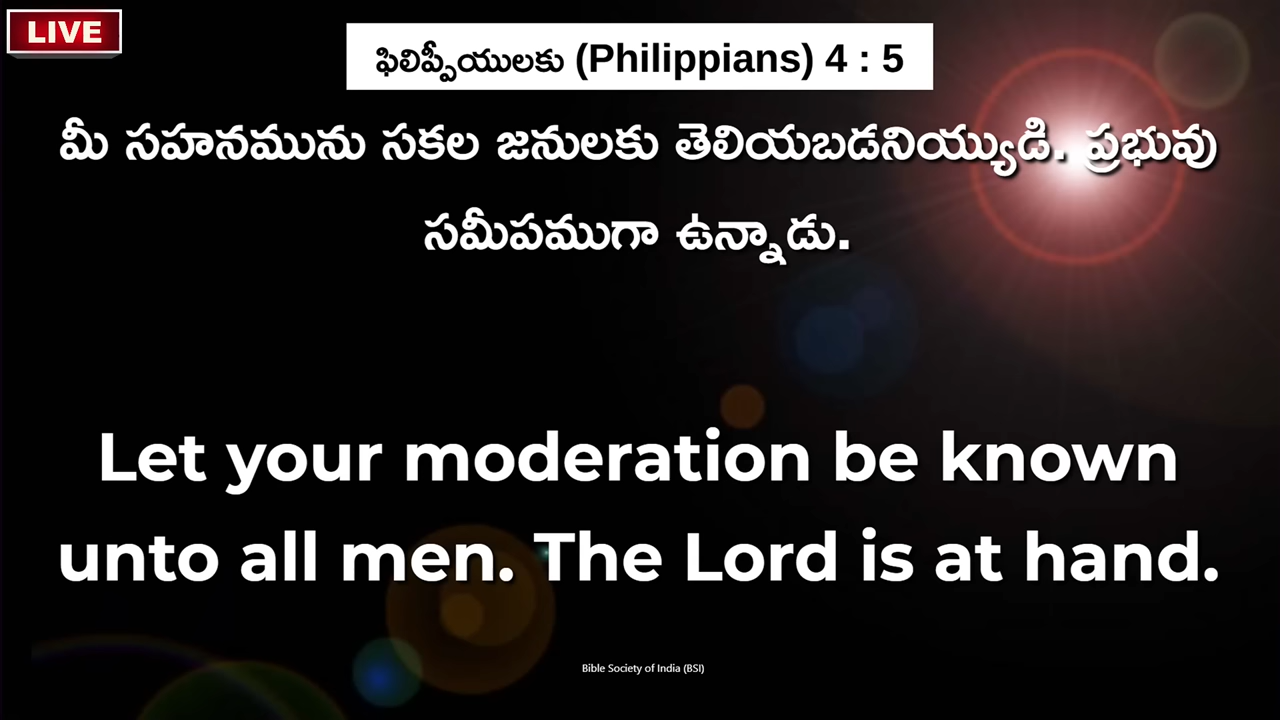 LIVE
ఫిలిప్పీయులకు (Philippians) 4 : 5
మీ సహనమును సకల జనులకు తెలియబడనియ్యుడి. ప్రభువు
సమీపముగా ఉన్నాడు.
Let your moderation be known
unto all men. The Lord is at hand.
Bible Society of India (BSI)